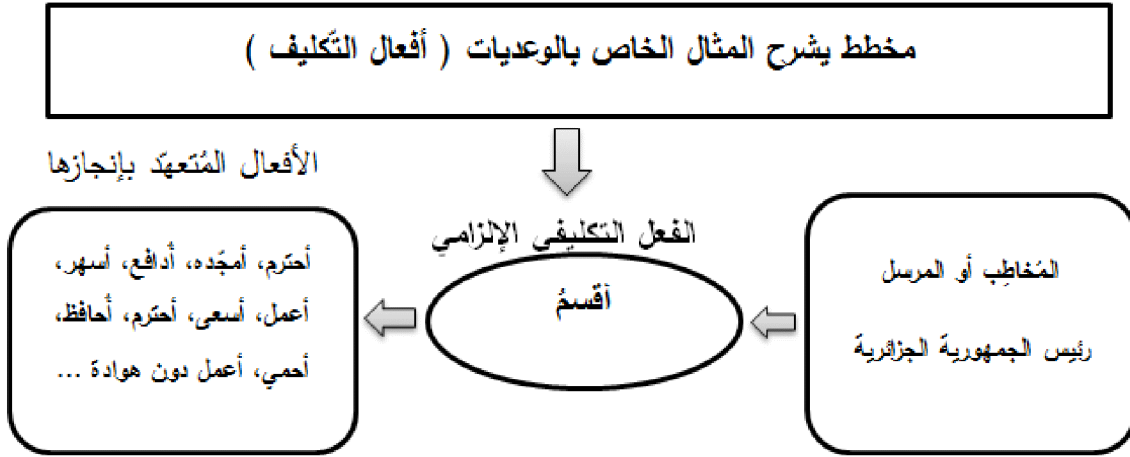 مخطط يشرح المثال الخاص بالوعديات ( أفعال التّكليف )
الأفعال المُتعهّد بإنجازها
الفعل التكليفي الإلزامي
المُخاطِب أو المرسل
رئيس الجمهورية الجزائرية
أقسمُ
أحترم، أمجّده، أدافع، أسهر،
أعمل، أسعى، أحترم، أحافظ،
أحمي، أعمل دون هوادة ...